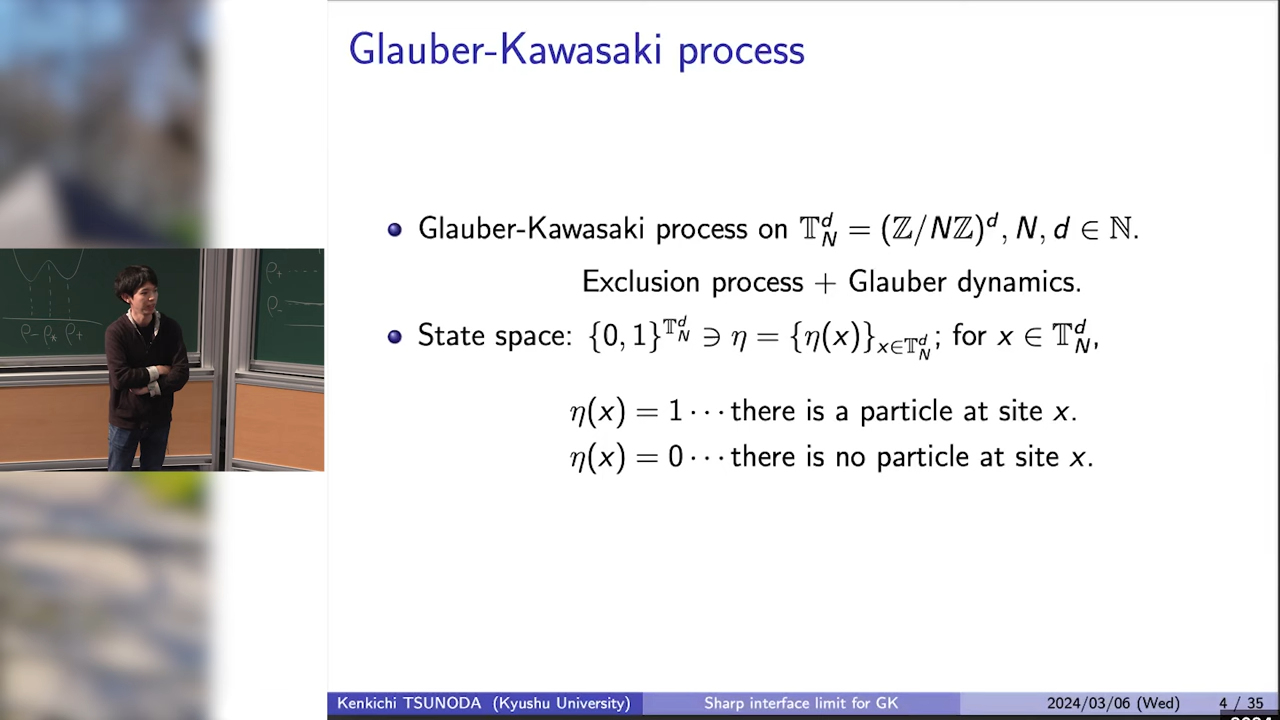 Glauber-Kawasaki process
Glauber-Kawasaki process on 𝕋_N^d = (ℤ/Nℤ)^d, N, d ∈ ℕ.
Exclusion process + Glauber dynamics.
State space: {0, 1}^{𝕋_N^d} ∋ η = {η(x)}_{x∈𝕋_N^d}; for x ∈ 𝕋_N^d,
η(x) = 1 ··· there is a particle at site x.
η(x) = 0 ··· there is no particle at site x.
ρ− ρ* ρ+
ρ+
ρ−
Kenkichi TSUNODA (Kyushu University) Sharp interface limit for GK 2024/03/06 (Wed) 4 / 35